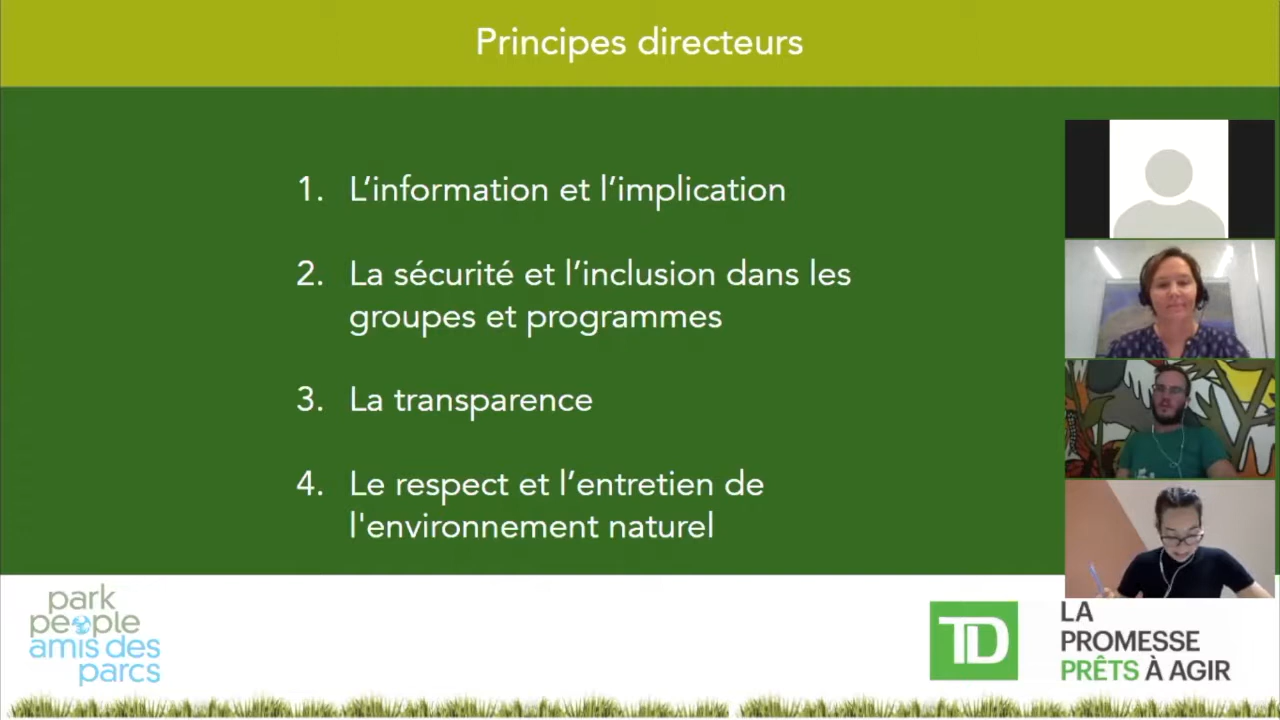 Principes directeurs
1. L’information et l’implication
2. La sécurité et l’inclusion dans les
groupes et programmes
3. La transparence
4. Le respect et l’entretien de
l'environnement naturel
park
people
amis des
parcs
TD
LA
PROMESSE
PRÊTS À AGIR